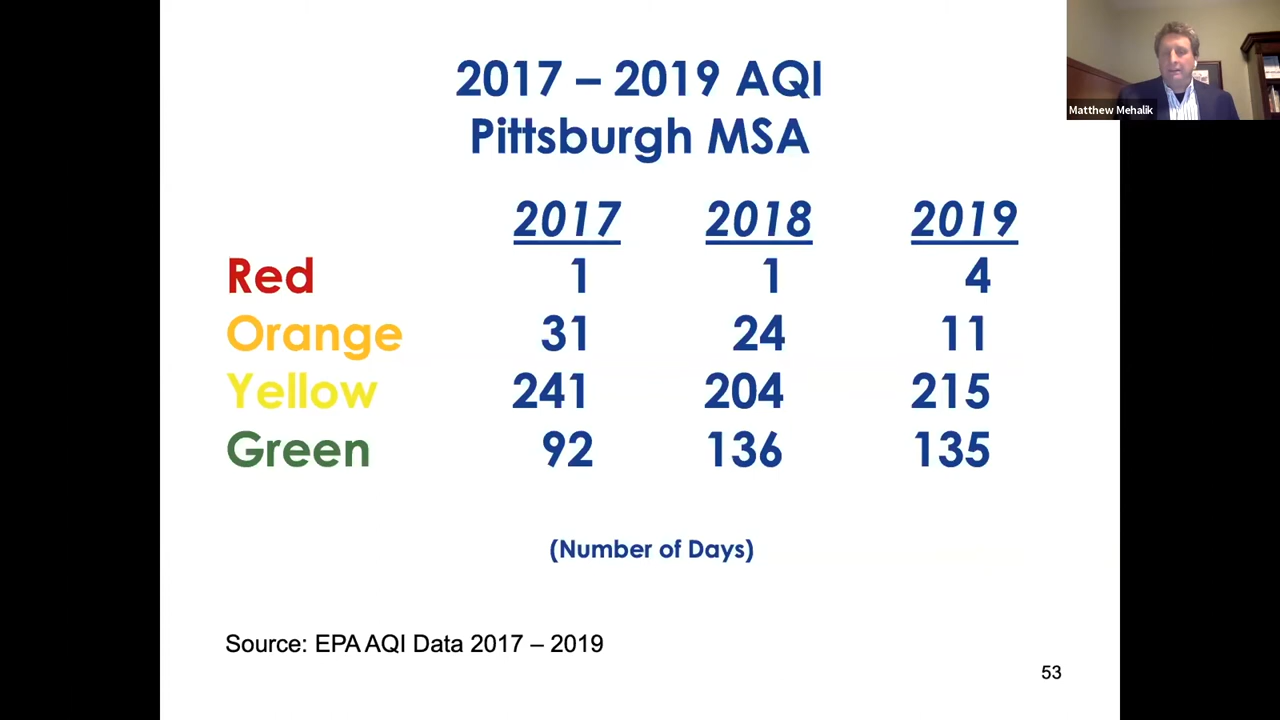 2017 – 2019 AQI
Pittsburgh MSA
2017 2018 2019
Red 1 1 4
Orange 31 24 11
Yellow 241 204 215
Green 92 136 135
(Number of Days)
Source: EPA AQI Data 2017 – 2019
53
Matthew Mehalik